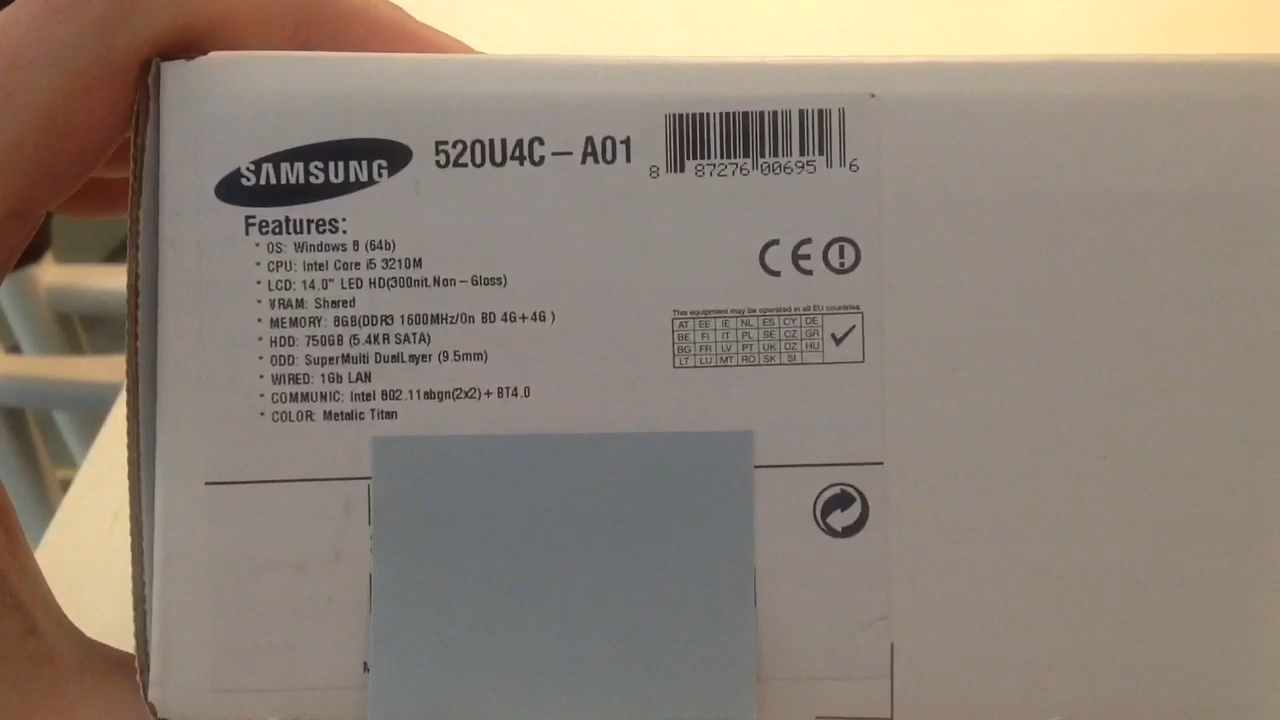 SAMSUNG
520U4C-A01
8 87276 00695 6
Features:
* OS: Windows 8 (64b)
* CPU: Intel Core i5 3210M
* LCD: 14.0" LED HD(300nit,Non-Gloss)
* VRAM: Shared
* MEMORY: 8GB(DDR3 1600MHz/On BD 4G+4G )
* HDD: 750GB (5.4KR SATA)
* ODD: SuperMulti DualLayer (9.5mm)
* WIRED: 1Gb LAN
* COMMUNIC: Intel 802.11abgn(2x2)+BT4.0
* COLOR: Metalic Titan
CE
This equipment may be operated in all EU countries.
AT EE IE NL ES CY DE
BE FI IT PL SE CZ GR
BG FR LV PT UK DZ HU
LT LU MT RO SK SI